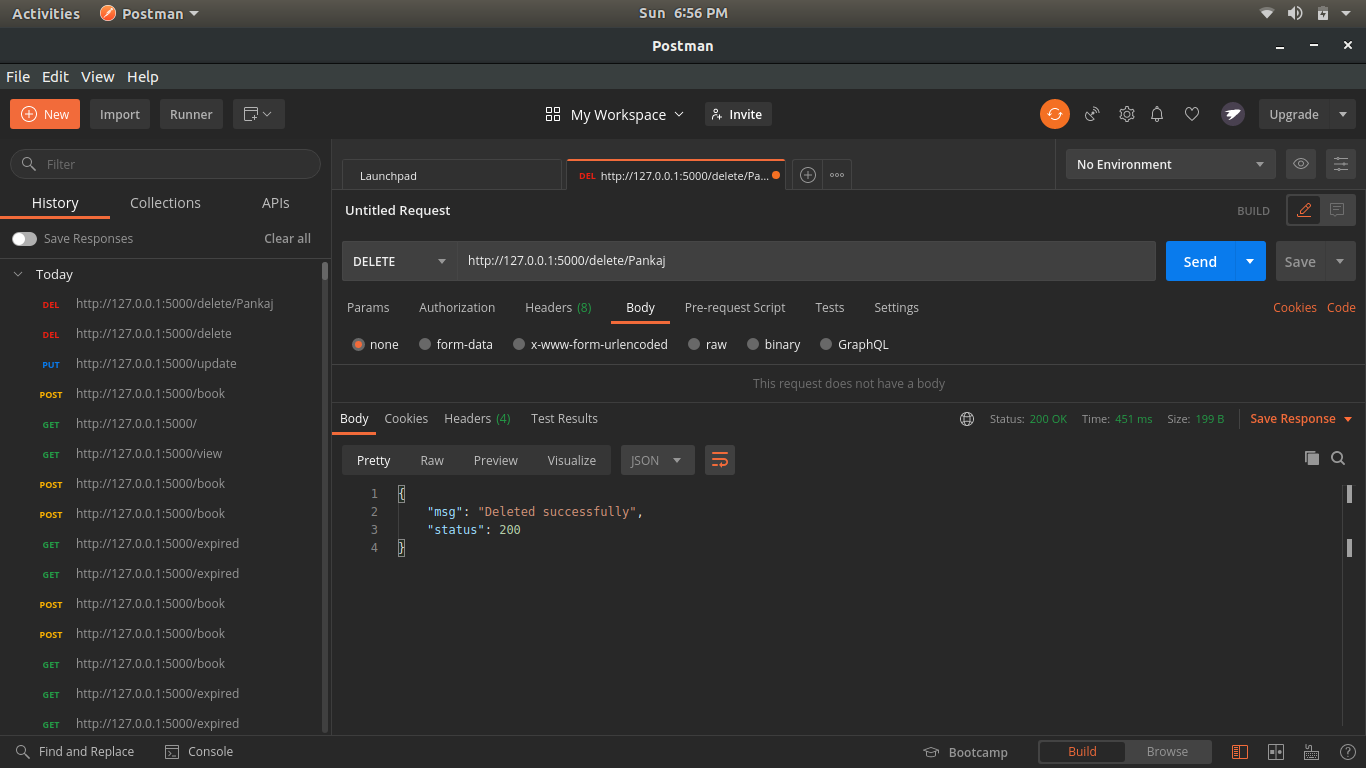 Activities Postman Sun 6:56 PM
Postman
File Edit View Help
New Import Runner My Workspace Invite Upgrade
Filter
History Collections APIs
Save Responses Clear all
Today
DEL http://127.0.0.1:5000/delete/Pankaj
DEL http://127.0.0.1:5000/delete
PUT http://127.0.0.1:5000/update
POST http://127.0.0.1:5000/book
GET http://127.0.0.1:5000/
GET http://127.0.0.1:5000/view
POST http://127.0.0.1:5000/book
POST http://127.0.0.1:5000/book
GET http://127.0.0.1:5000/expired
GET http://127.0.0.1:5000/expired
POST http://127.0.0.1:5000/book
POST http://127.0.0.1:5000/book
GET http://127.0.0.1:5000/book
GET http://127.0.0.1:5000/expired
GET http://127.0.0.1:5000/expired
Launchpad DEL http://127.0.0.1:5000/delete/Pa... No Environment
Untitled Request BUILD
DELETE http://127.0.0.1:5000/delete/Pankaj Send Save
Params Authorization Headers (8) Body Pre-request Script Tests Settings Cookies Code
none form-data x-www-form-urlencoded raw binary GraphQL
This request does not have a body
Body Cookies Headers (4) Test Results Status: 200 OK Time: 451 ms Size: 199 B Save Response
Pretty Raw Preview Visualize JSON
1 {
2 "msg": "Deleted successfully",
3 "status": 200
4 }
Find and Replace Console Bootcamp Build Browse